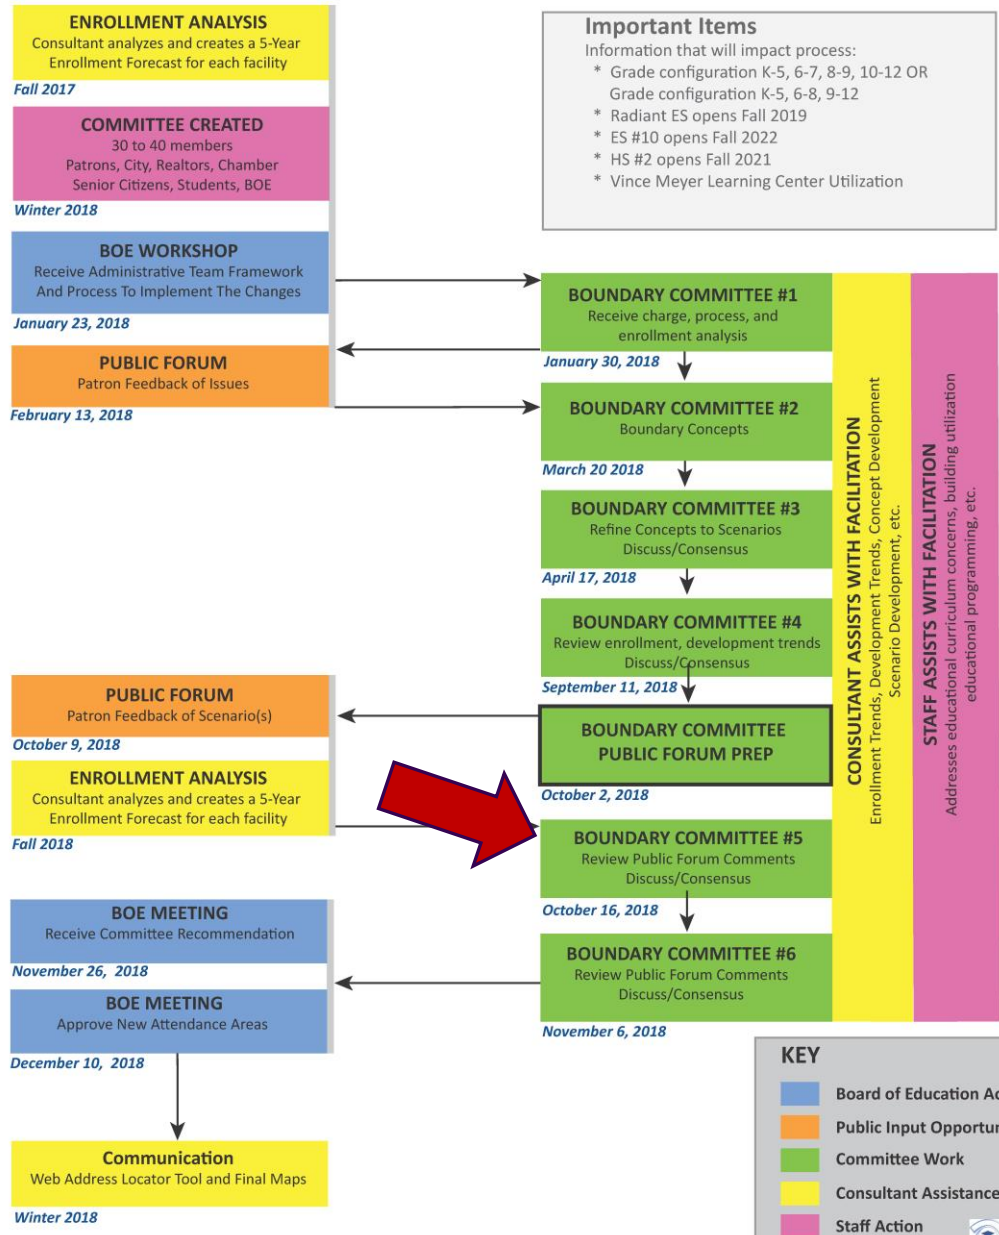 ENROLLMENT ANALYSIS
Consultant analyzes and creates a 5-Year
Enrollment Forecast for each facility
Fall 2017
COMMITTEE CREATED
30 to 40 members
Patrons, City, Realtors, Chamber
Senior Citizens, Students, BOE
Winter 2018
BOE WORKSHOP
Receive Administrative Team Framework
And Process To Implement The Changes
January 23, 2018
PUBLIC FORUM
Patron Feedback of Issues
February 13, 2018
Important Items
Information that will impact process:
* Grade configuration K-5, 6-7, 8-9, 10-12 OR
Grade configuration K-5, 6-8, 9-12
* Radiant ES opens Fall 2019
* ES #10 opens Fall 2022
* HS #2 opens Fall 2021
* Vince Meyer Learning Center Utilization
BOUNDARY COMMITTEE #1
Receive charge, process, and
enrollment analysis
January 30, 2018
BOUNDARY COMMITTEE #2
Boundary Concepts
March 20 2018
BOUNDARY COMMITTEE #3
Refine Concepts to Scenarios
Discuss/Consensus
April 17, 2018
BOUNDARY COMMITTEE #4
Review enrollment, development trends
Discuss/Consensus
September 11, 2018
BOUNDARY COMMITTEE
PUBLIC FORUM PREP
October 2, 2018
PUBLIC FORUM
Patron Feedback of Scenario(s)
October 9, 2018
ENROLLMENT ANALYSIS
Consultant analyzes and creates a 5-Year
Enrollment Forecast for each facility
Fall 2018
BOUNDARY COMMITTEE #5
Review Public Forum Comments
Discuss/Consensus
October 16, 2018
BOUNDARY COMMITTEE #6
Review Public Forum Comments
Discuss/Consensus
November 6, 2018
BOE MEETING
Receive Committee Recommendation
November 26, 2018
BOE MEETING
Approve New Attendance Areas
December 10, 2018
Communication
Web Address Locator Tool and Final Maps
Winter 2018
CONSULTANT ASSISTS WITH FACILITATION
Enrollment Trends, Development Trends, Concept Development
Scenario Development, etc.
STAFF ASSISTS WITH FACILITATION
Addresses educational curriculum concerns, building utilization
educational programming, etc.
KEY
Board of Education Ac
Public Input Opportun
Committee Work
Consultant Assistance
Staff Action